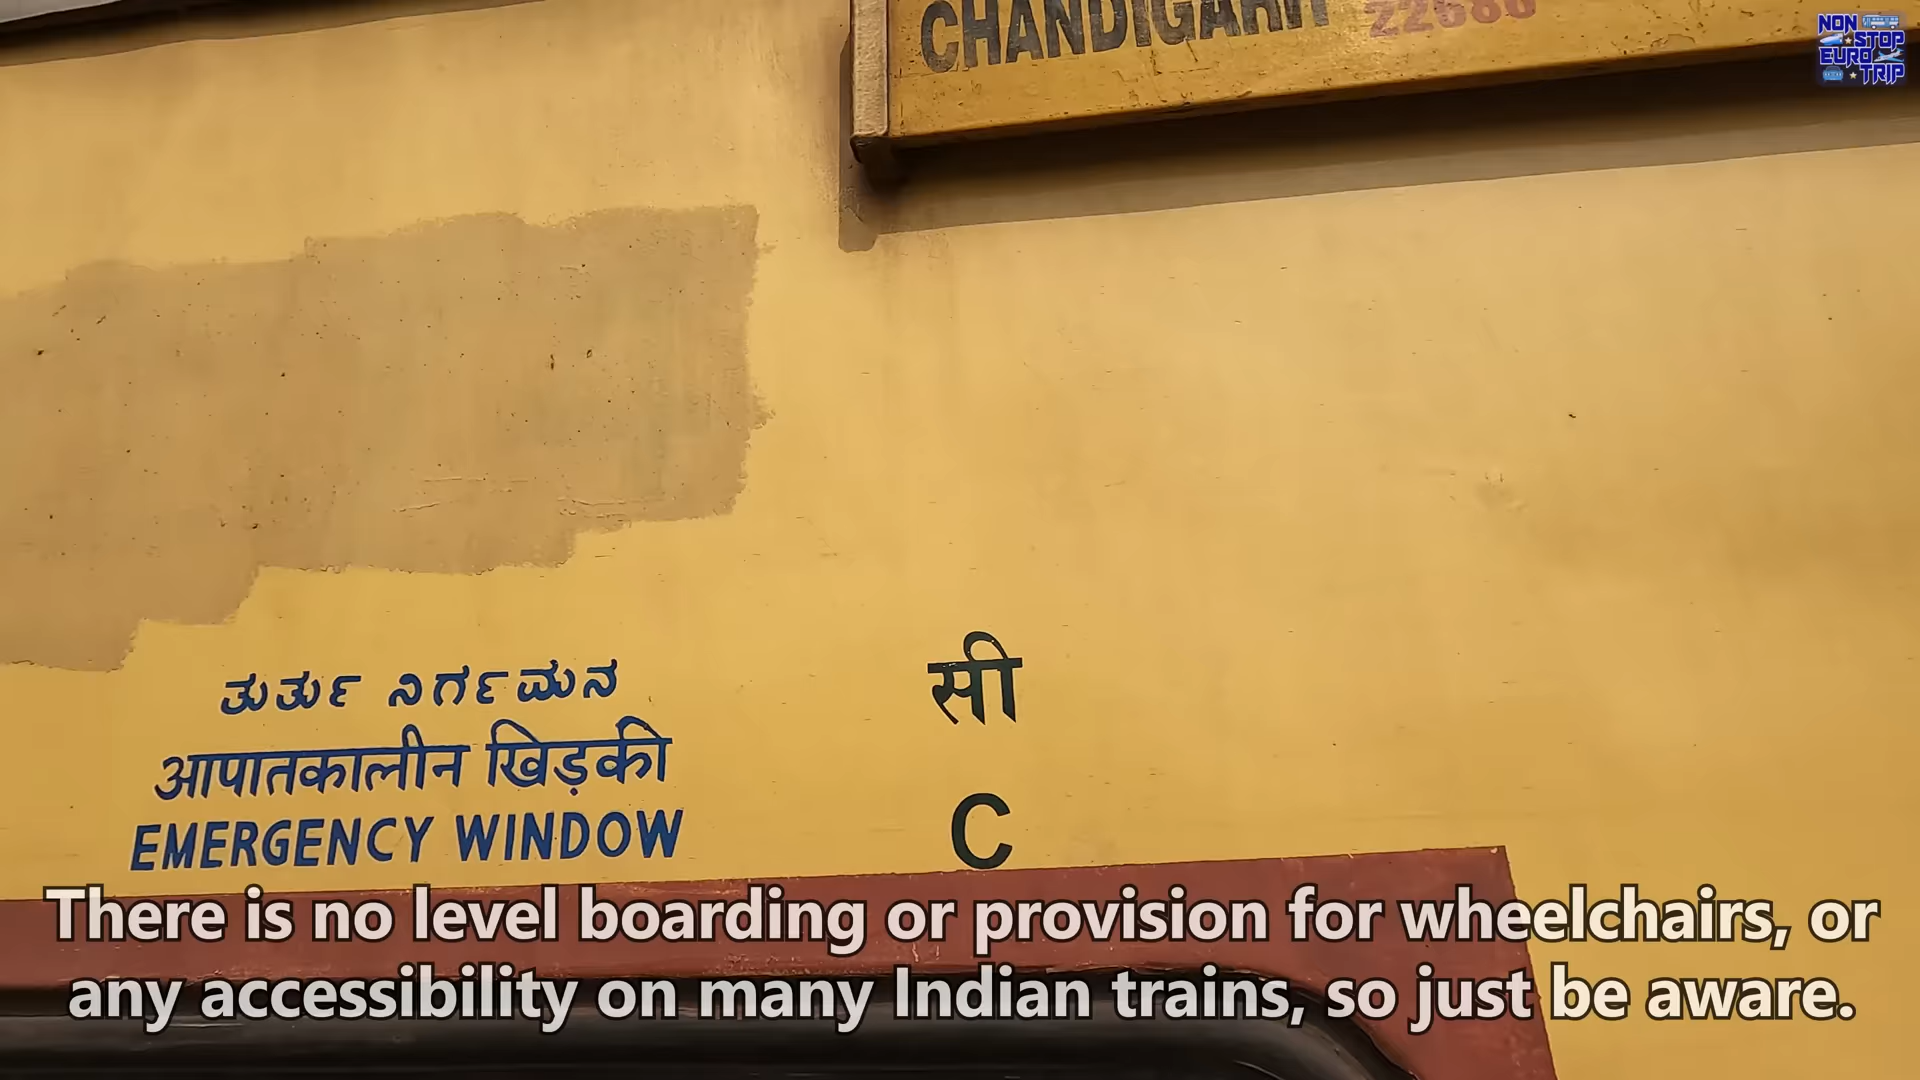 CHANDIGARH 22686
NON
STOP
EURO
TRIP
ತುರ್ತು ನಿರ್ಗಮನ
सी
आपातकालीन खिड़की
C
EMERGENCY WINDOW
There is no level boarding or provision for wheelchairs, or
any accessibility on many Indian trains, so just be aware.